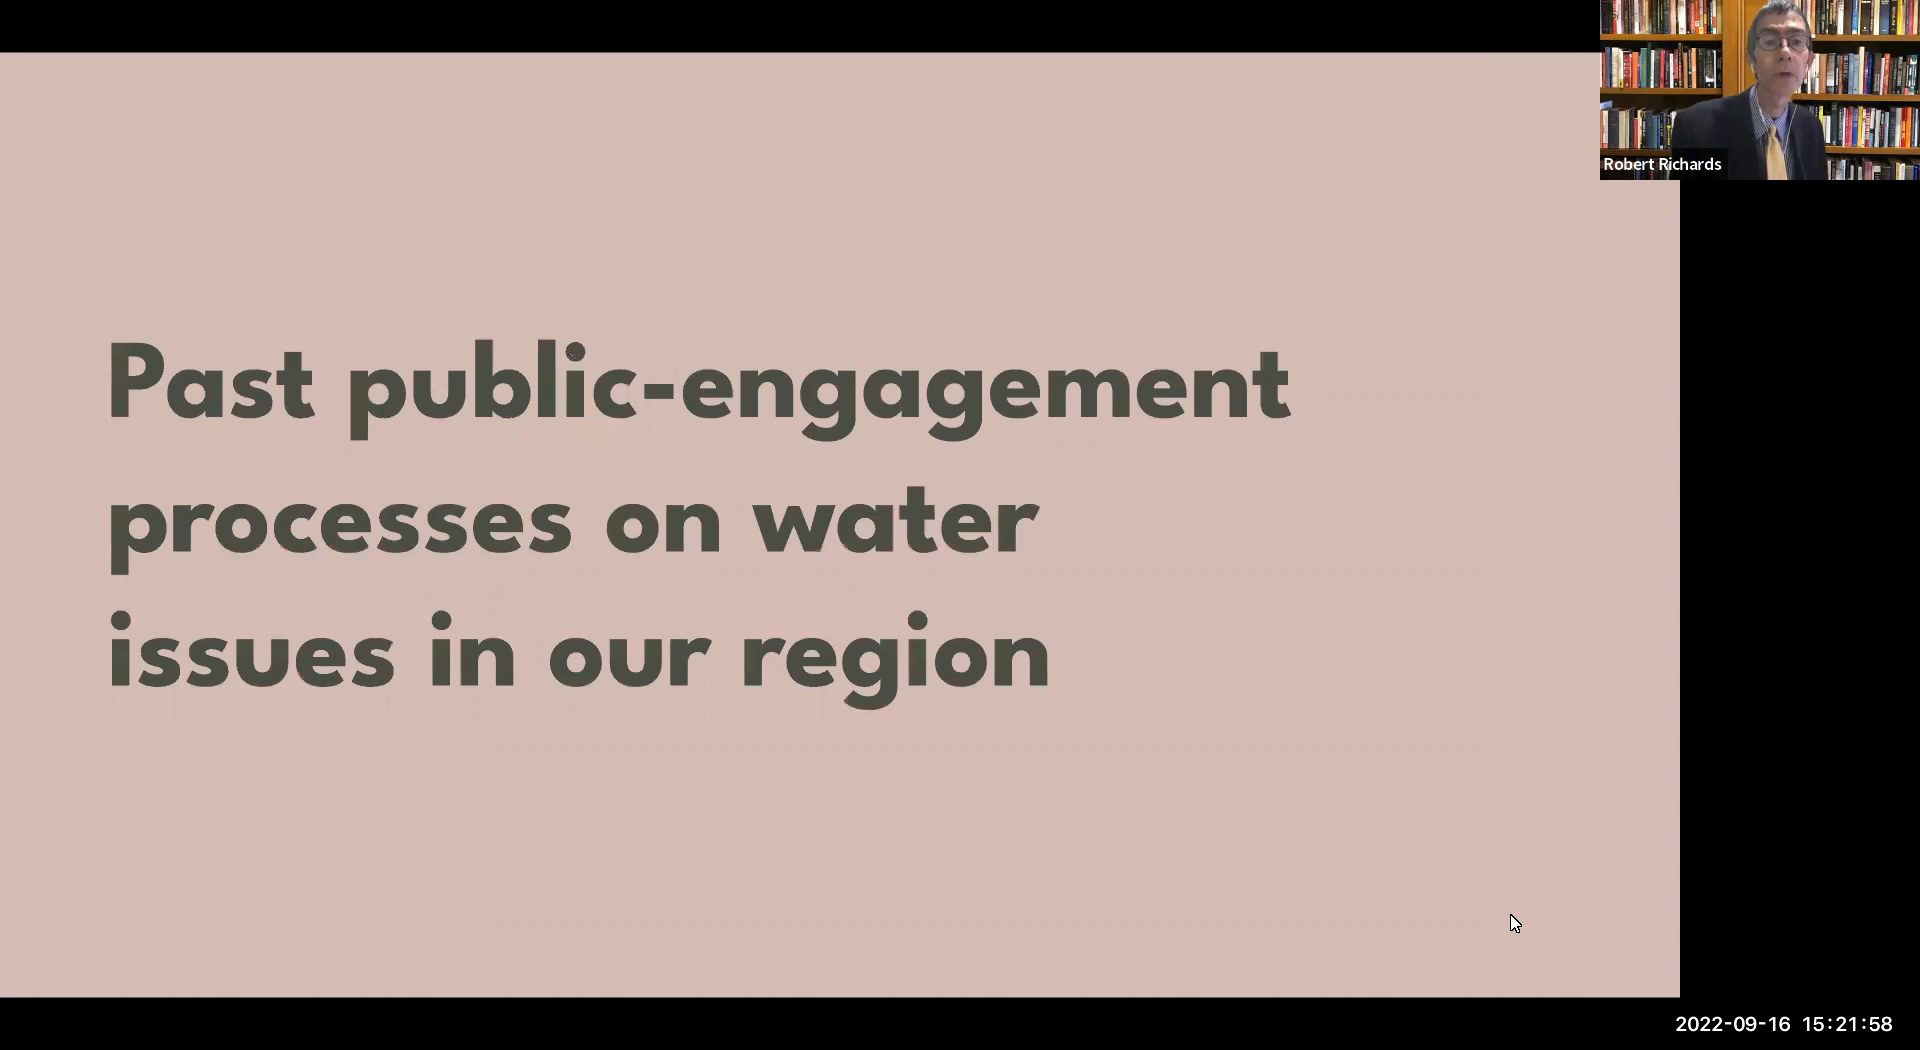 Robert Richards
Past public-engagement
processes on water
issues in our region
2022-09-16 15:21:58